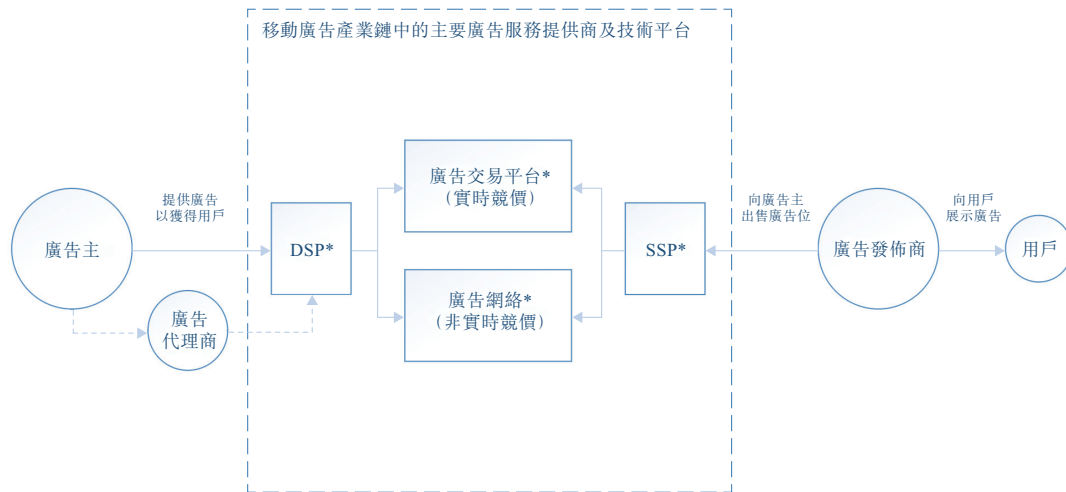 移動廣告產業鏈中的主要廣告服務提供商及技術平台
廣告交易平台*
（實時競價）
提供廣告
以獲得用戶
向廣告主
出售廣告位
向用戶
展示廣告
廣告主
DSP*
SSP*
廣告發佈商
用戶
廣告網絡*
（非實時競價）
廣告
代理商